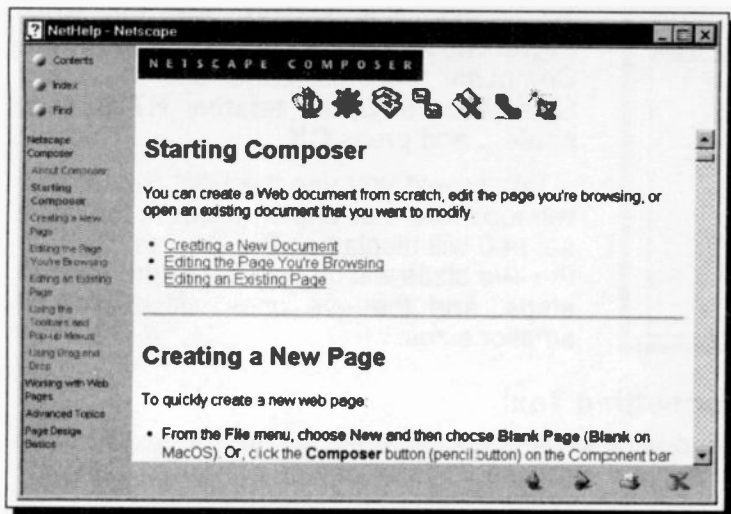 NetHelp - Netscape
Contents
Index
Find
Netscape
Composer
About Composer
Starting
Composer
Creating a New
Page
Editing the Page
You're Browsing
Editing an Existing
Page
Using the
Toolbars and
Pop-up Menus
Using Drag and
Drop
Working with Web
Pages
Advanced Topics
Page Design
Basics
NETSCAPE COMPOSER
Starting Composer
You can create a Web document from scratch, edit the page you're browsing, or
open an existing document that you want to modify.
• Creating a New Document
• Editing the Page You're Browsing
• Editing an Existing Page
Creating a New Page
To quickly create a new web page:
• From the File menu, choose New and then choose Blank Page (Blank on
MacOS). Or, click the Composer button (pencil button) on the Component bar